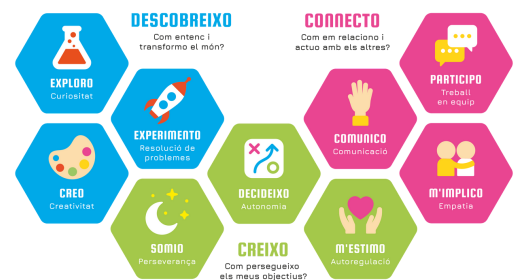 DESCOBREIXO
Com entenc i
transformo el món?
CONNECTO
Com em relaciono i
actuo amb els altres?
EXPLORO
Curiositat
PARTICIPO
Treball
en equip
EXPERIMENTO
Resolució de
problemes
COMUNICO
Comunicació
CREO
Creativitat
DECIDEIXO
Autonomia
M'IMPLICO
Empatia
SOMIO
Perseverança
M'ESTIMO
Autoregulació
CREIXO
Com persegueixo
els meus objectius?